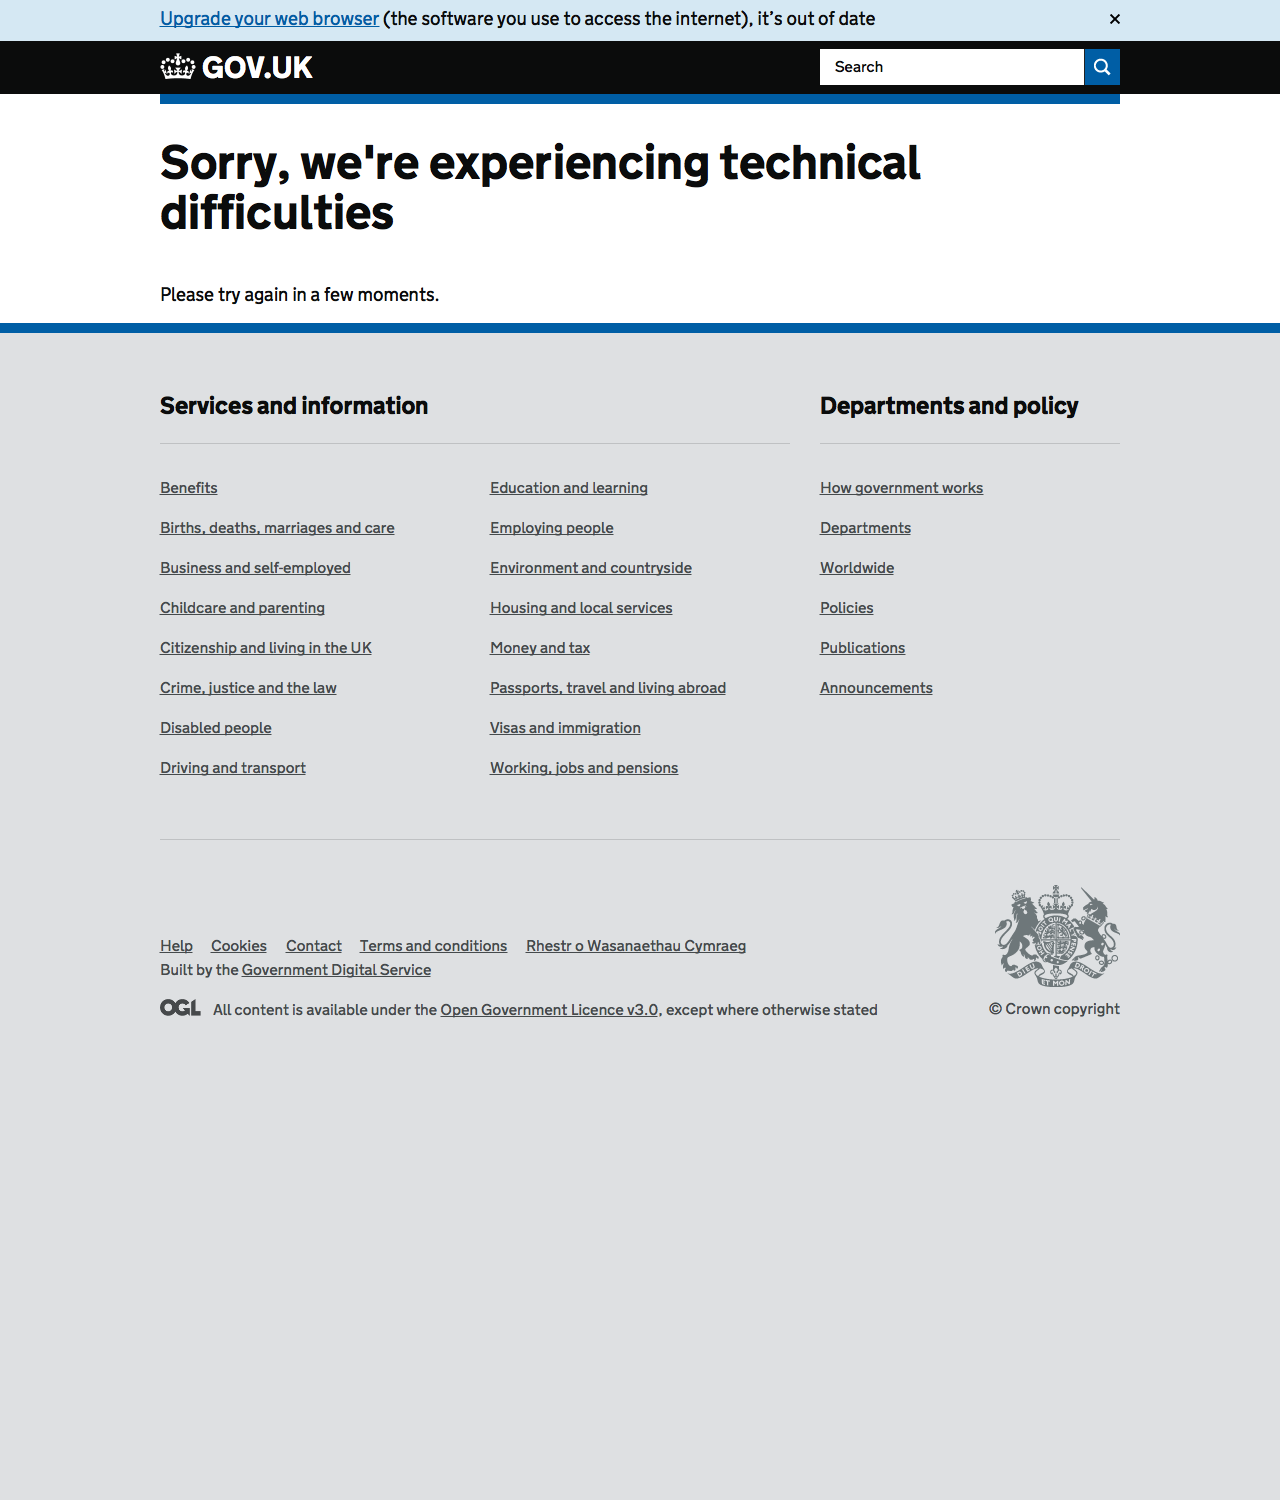 Upgrade your web browser (the software you use to access the internet), it’s out of date ×
GOV.UK
Search
Sorry, we're experiencing technical
difficulties
Please try again in a few moments.
Services and information
Benefits
Births, deaths, marriages and care
Business and self-employed
Childcare and parenting
Citizenship and living in the UK
Crime, justice and the law
Disabled people
Driving and transport
Education and learning
Employing people
Environment and countryside
Housing and local services
Money and tax
Passports, travel and living abroad
Visas and immigration
Working, jobs and pensions
Departments and policy
How government works
Departments
Worldwide
Policies
Publications
Announcements
Help Cookies Contact Terms and conditions Rhestr o Wasanaethau Cymraeg
Built by the Government Digital Service
OGL All content is available under the Open Government Licence v3.0, except where otherwise stated
DIEU ET MON DROIT
© Crown copyright